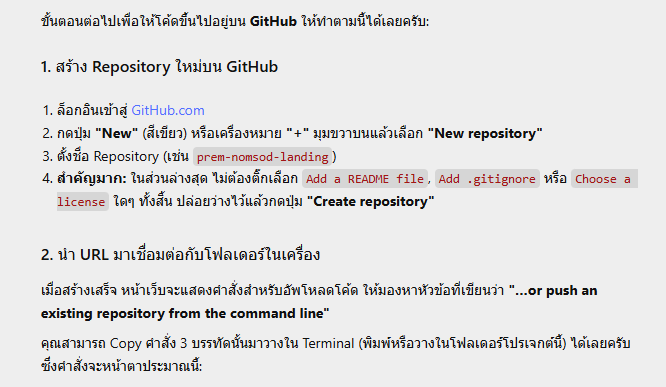 ขั้นตอนต่อไปเพื่อให้โค้ดขึ้นไปอยู่บน GitHub ให้ทำตามนี้ได้เลยครับ:
1. สร้าง Repository ใหม่บน GitHub
1. ล็อกอินเข้าสู่ GitHub.com
2. กดปุ่ม "New" (สีเขียว) หรือเครื่องหมาย "+" มุมขวาบนแล้วเลือก "New repository"
3. ตั้งชื่อ Repository (เช่น prem-nomsod-landing)
4. สำคัญมาก: ในส่วนล่างสุด ไม่ต้องติ๊กเลือก Add a README file, Add .gitignore หรือ Choose a
license ใดๆ ทั้งสิ้น ปล่อยว่างไว้แล้วกดปุ่ม "Create repository"
2. นำ URL มาเชื่อมต่อกับโฟลเดอร์ในเครื่อง
เมื่อสร้างเสร็จ หน้าเว็บจะแสดงคำสั่งสำหรับอัพโหลดโค้ด ให้มองหาหัวข้อที่เขียนว่า "...or push an
existing repository from the command line"
คุณสามารถ Copy คำสั่ง 3 บรรทัดนั้นมาวางใน Terminal (พิมพ์หรือวางในโฟลเดอร์โปรเจกต์นี้) ได้เลยครับ
ซึ่งคำสั่งจะหน้าตาประมาณนี้: